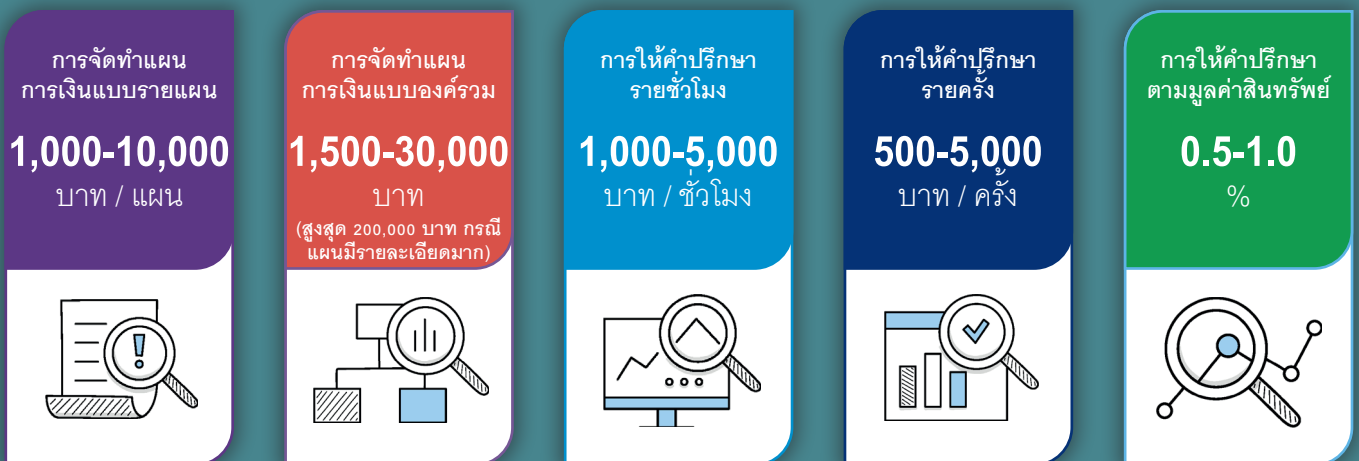 การจัดทำแผน
การเงินแบบรายแผน
1,000-10,000
บาท / แผน
การจัดทำแผน
การเงินแบบองค์รวม
1,500-30,000
บาท
(สูงสุด 200,000 บาท กรณี
แผนมีรายละเอียดมาก)
การให้คำปรึกษา
รายชั่วโมง
1,000-5,000
บาท / ชั่วโมง
การให้คำปรึกษา
รายครั้ง
500-5,000
บาท / ครั้ง
การให้คำปรึกษา
ตามมูลค่าสินทรัพย์
0.5-1.0
%